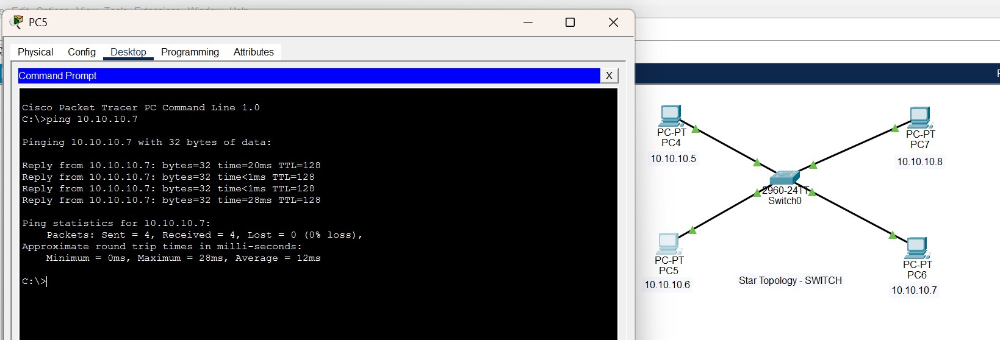 PC5
Physical Config Desktop Programming Attributes
Command Prompt
X
Cisco Packet Tracer PC Command Line 1.0
C:\>ping 10.10.10.7
Pinging 10.10.10.7 with 32 bytes of data:
Reply from 10.10.10.7: bytes=32 time=20ms TTL=128
Reply from 10.10.10.7: bytes=32 time<1ms TTL=128
Reply from 10.10.10.7: bytes=32 time<1ms TTL=128
Reply from 10.10.10.7: bytes=32 time=28ms TTL=128
Ping statistics for 10.10.10.7:
Packets: Sent = 4, Received = 4, Lost = 0 (0% loss),
Approximate round trip times in milli-seconds:
Minimum = 0ms, Maximum = 28ms, Average = 12ms
C:\>
PC-PT
PC4
10.10.10.5
PC-PT
PC7
10.10.10.8
2960-24TT
Switch0
PC-PT
PC5
10.10.10.6
Star Topology - SWITCH
PC-PT
PC6
10.10.10.7